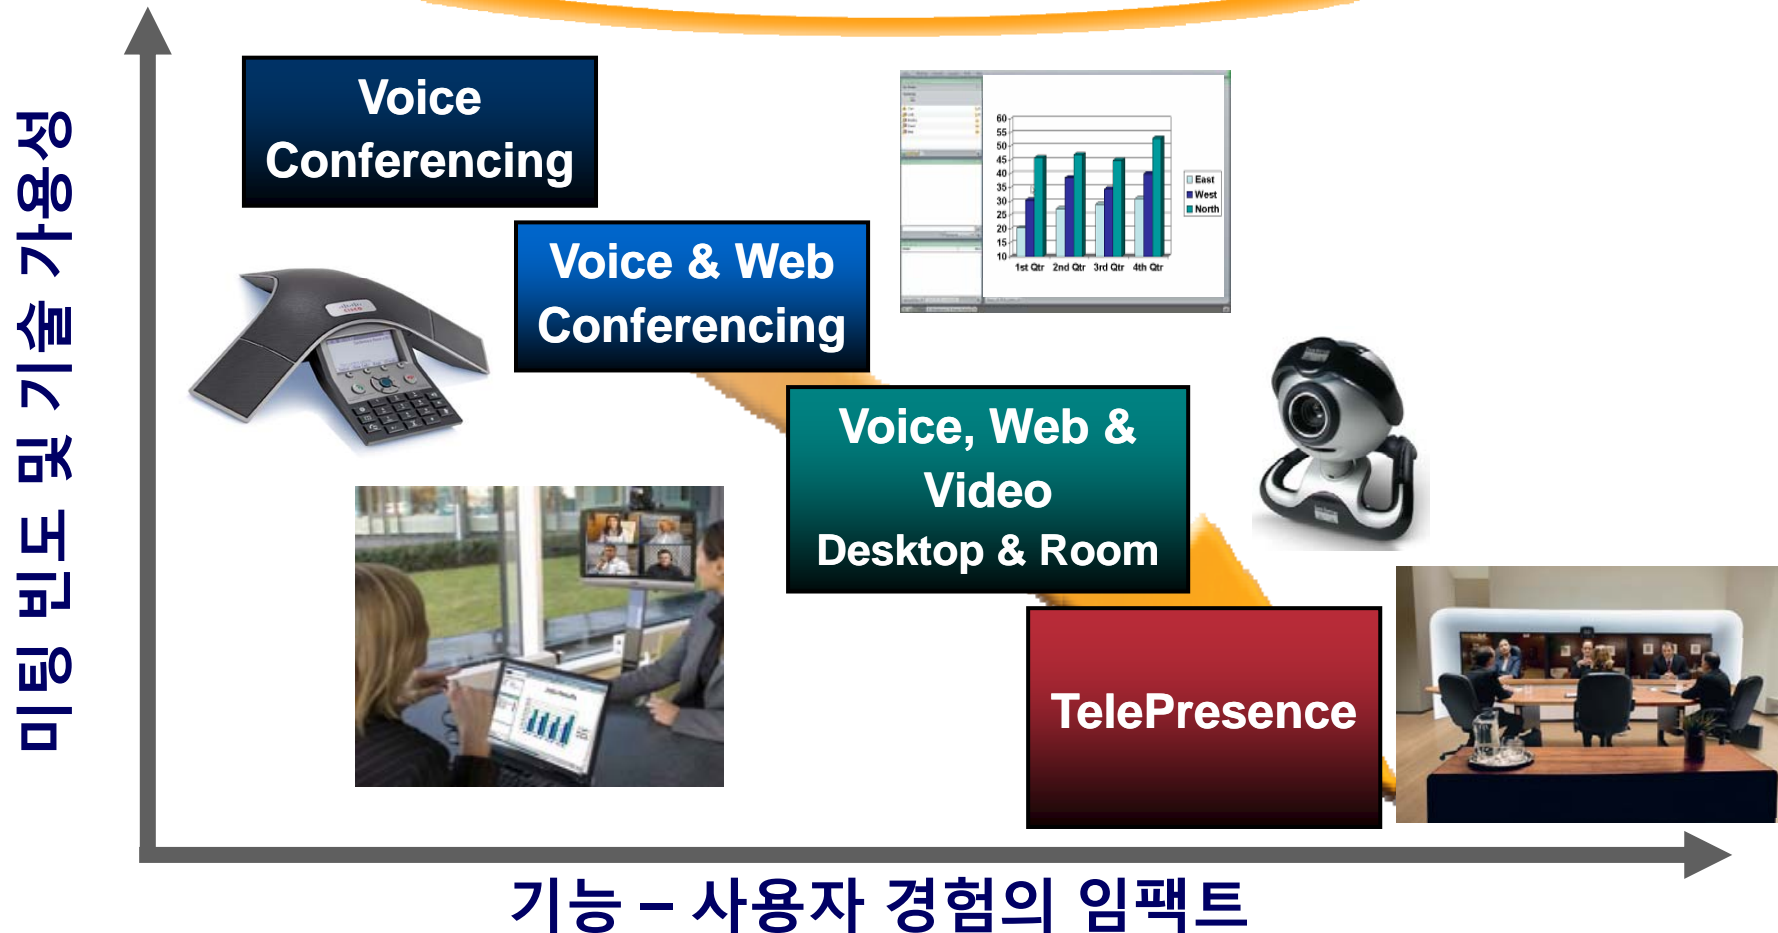 미팅 빈도 및 기술 가용성
Voice
Conferencing
Voice & Web
Conferencing
60
55
50
45
40
35
30
25
20
15
10
1st Qtr 2nd Qtr 3rd Qtr 4th Qtr
East
West
North
Voice, Web &
Video
Desktop & Room
TelePresence
기능 – 사용자 경험의 임팩트